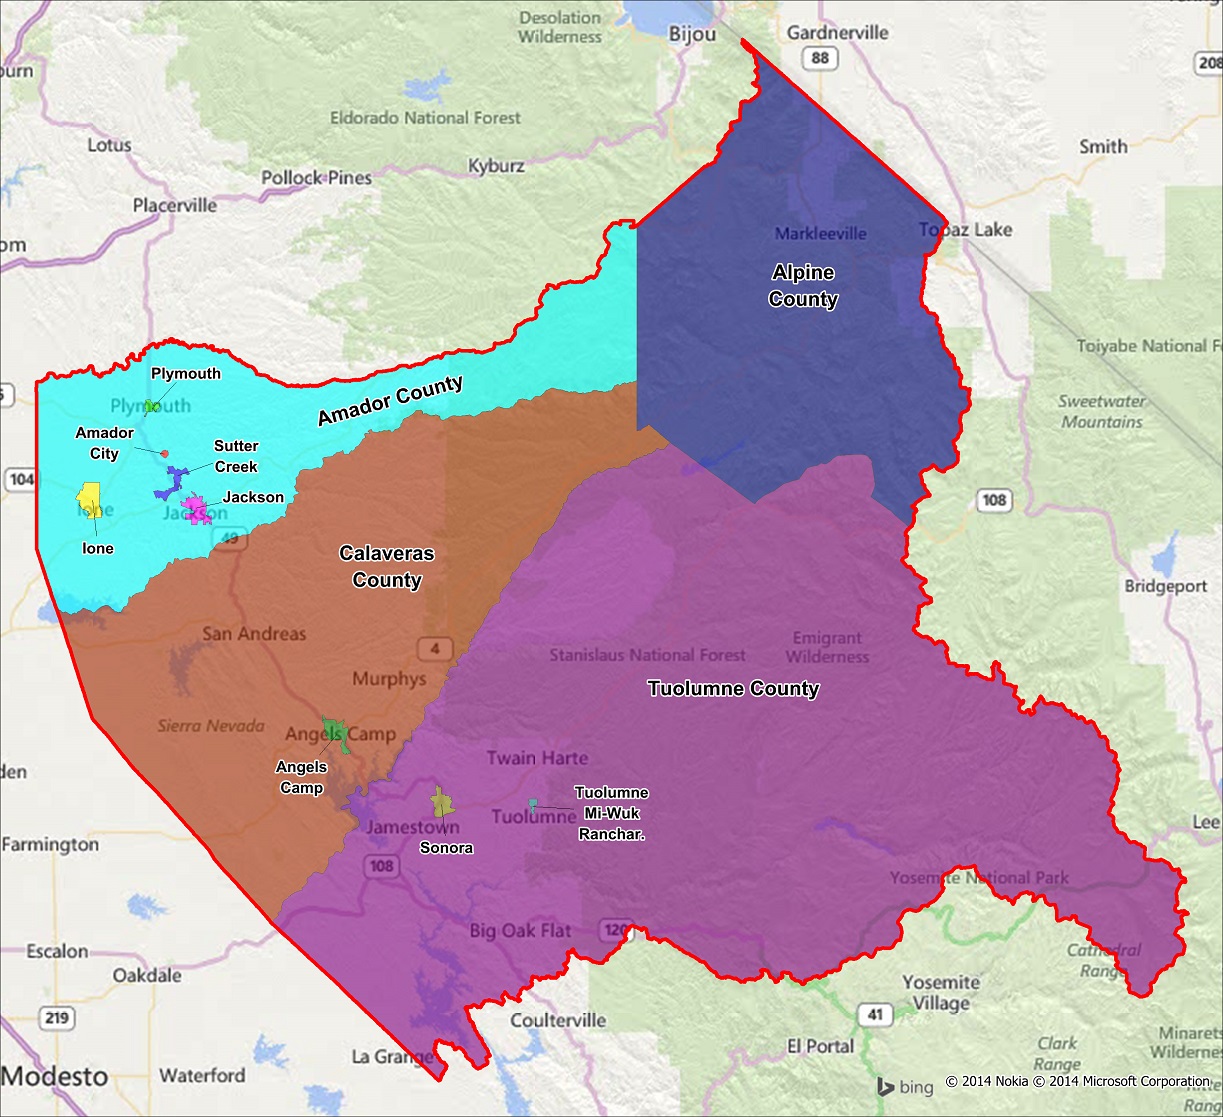 Desolation
Wilderness
Bijou
Gardnerville
88
208
burn
Eldorado National Forest
Lotus
Smith
Kyburz
Pollock Pines
Placerville
Markleeville
Topaz Lake
om
Alpine
County
Toiyabe National F
Plymouth
Amador County
Plymouth
Sweetwater
Mountains
Amador
City
Sutter
Creek
104
Jackson
108
Ione
Jackson
49
Ione
Calaveras
County
Bridgeport
San Andreas
4
Emigrant
Wilderness
Stanislaus National Forest
Murphys
Tuolumne County
Sierra Nevada
Angels Camp
Angels
Camp
Twain Harte
den
Tuolumne
Mi-Wuk
Ranchar.
Tuolumne
Jamestown
Sonora
Lee
Farmington
108
Yosemite National Park
Big Oak Flat
120
Escalon
Cathedral
Range
Oakdale
Yosemite
Village
219
Coulterville
41
La Grange
El Portal
Clark
Range
Minarets
Wilderness
Modesto
Waterford
bing
© 2014 Nokia © 2014 Microsoft Corporation
Rang